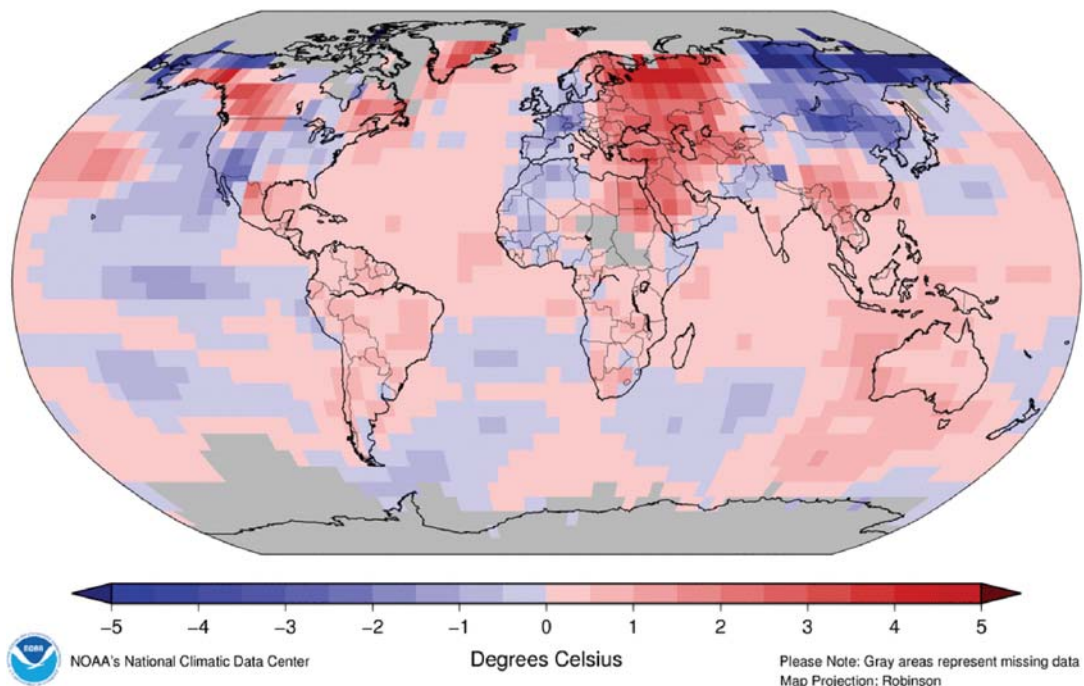 −5 −4 −3 −2 −1 0 1 2 3 4 5
NOAA
NOAA's National Climatic Data Center
Degrees Celsius
Please Note: Gray areas represent missing data
Map Projection: Robinson